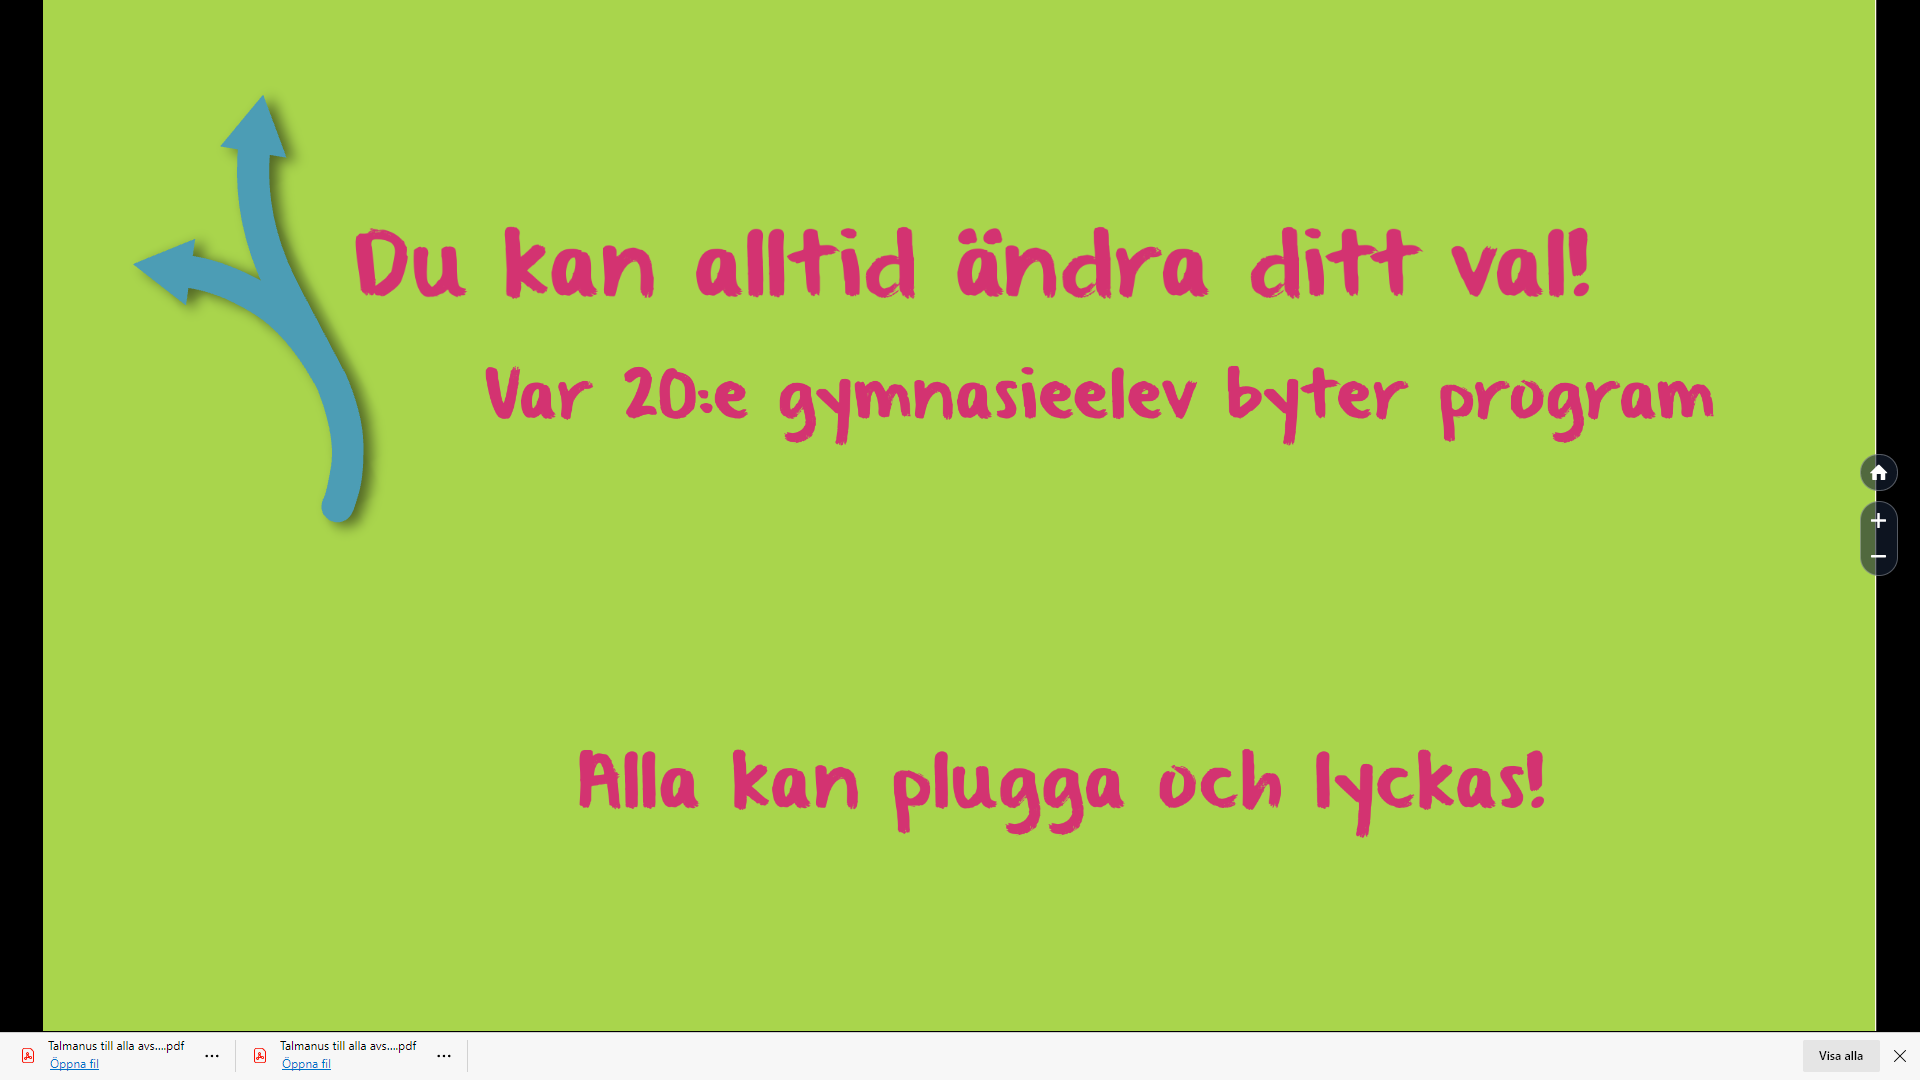 Du kan alltid ändra ditt val!
Var 20:e gymnasieelev byter program
Alla kan plugga och lyckas!
Talmanus till alla avs....pdf
Öppna fil
Talmanus till alla avs....pdf
Öppna fil
Visa alla